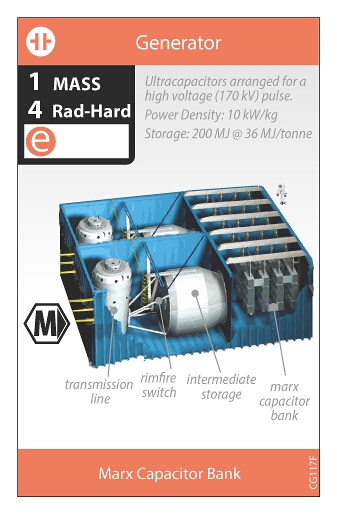 Generator
1 MASS
4 Rad-Hard
e
Ultracapacitors arranged for a
high voltage (170 kV) pulse.
Power Density: 10 kW/kg
Storage: 200 MJ @ 36 MJ/tonne
M
transmission
line
rimfire
switch
intermediate
storage
marx
capacitor
bank
Marx Capacitor Bank
CG117F